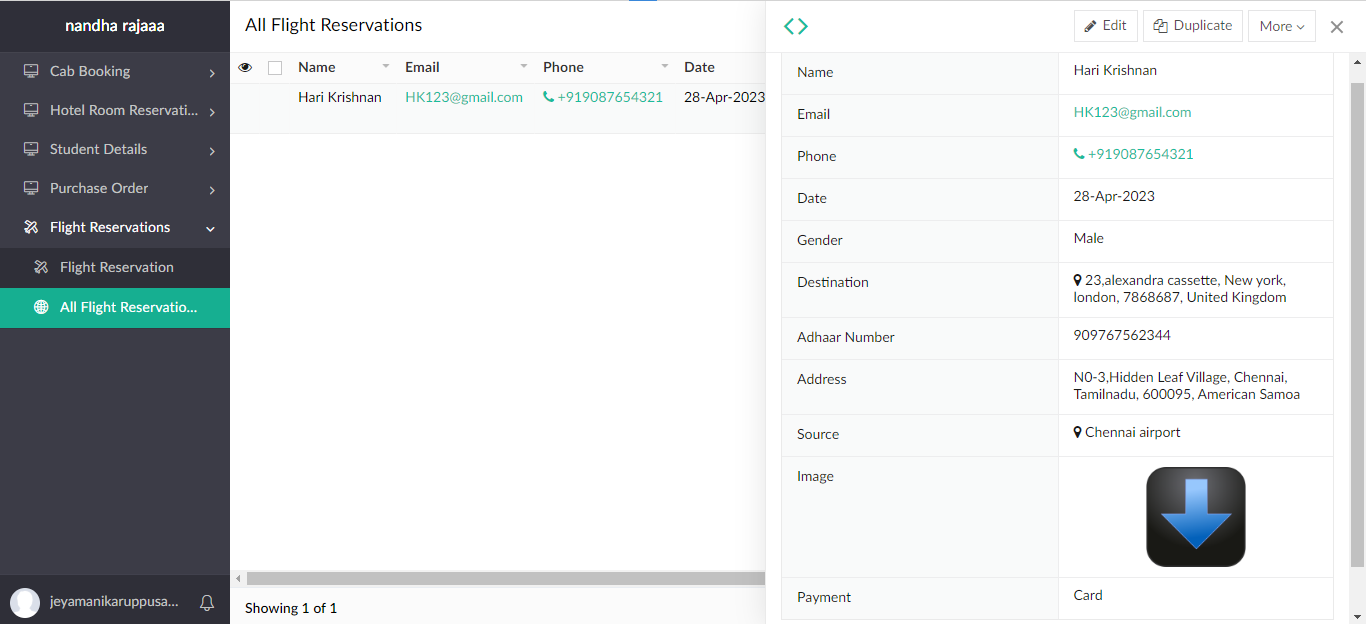 nandha rajaaa
Cab Booking
Hotel Room Reservati...
Student Details
Purchase Order
Flight Reservations
Flight Reservation
All Flight Reservatio...
jeyamanikaruppusa...
All Flight Reservations
Name Email Phone Date
Hari Krishnan HK123@gmail.com +919087654321 28-Apr-2023
Showing 1 of 1
Edit Duplicate More
Name Hari Krishnan
Email HK123@gmail.com
Phone +919087654321
Date 28-Apr-2023
Gender Male
Destination 23,alexandra cassette, New york,
london, 7868687, United Kingdom
Adhaar Number 909767562344
Address N0-3,Hidden Leaf Village, Chennai,
Tamilnadu, 600095, American Samoa
Source Chennai airport
Image
Payment Card